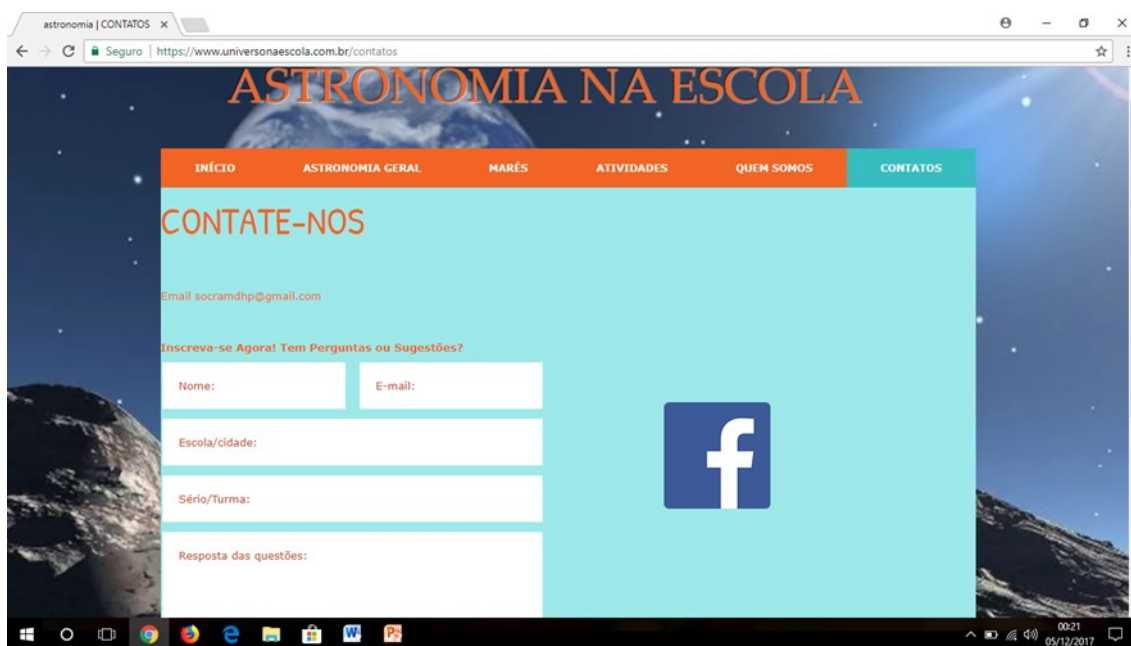 astronomia | CONTATOS
Seguro | https://www.universonaescola.com.br/contatos
ASTRONOMIA NA ESCOLA
INÍCIO ASTRONOMIA GERAL MARÉS ATIVIDADES QUEM SOMOS CONTATOS
CONTATE-NOS
Email socramdhp@gmail.com
Inscreva-se Agora! Tem Perguntas ou Sugestões?
Nome: E-mail:
Escola/cidade:
Sério/Turma:
Resposta das questões:
00:21
05/12/2017